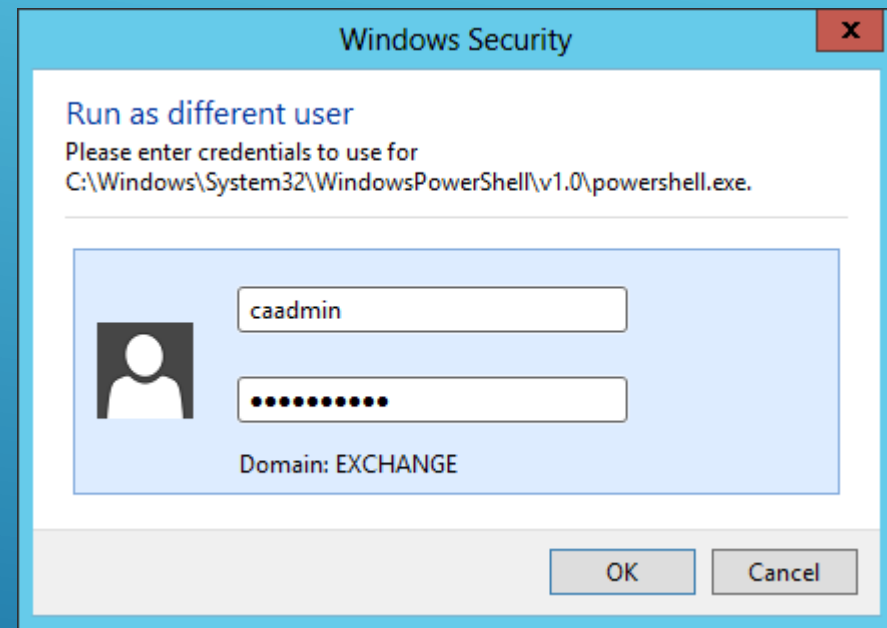 Windows Security
x
Run as different user
Please enter credentials to use for
C:\Windows\System32\WindowsPowerShell\v1.0\powershell.exe.
caadmin
●●●●●●●●●●
Domain: EXCHANGE
OK
Cancel